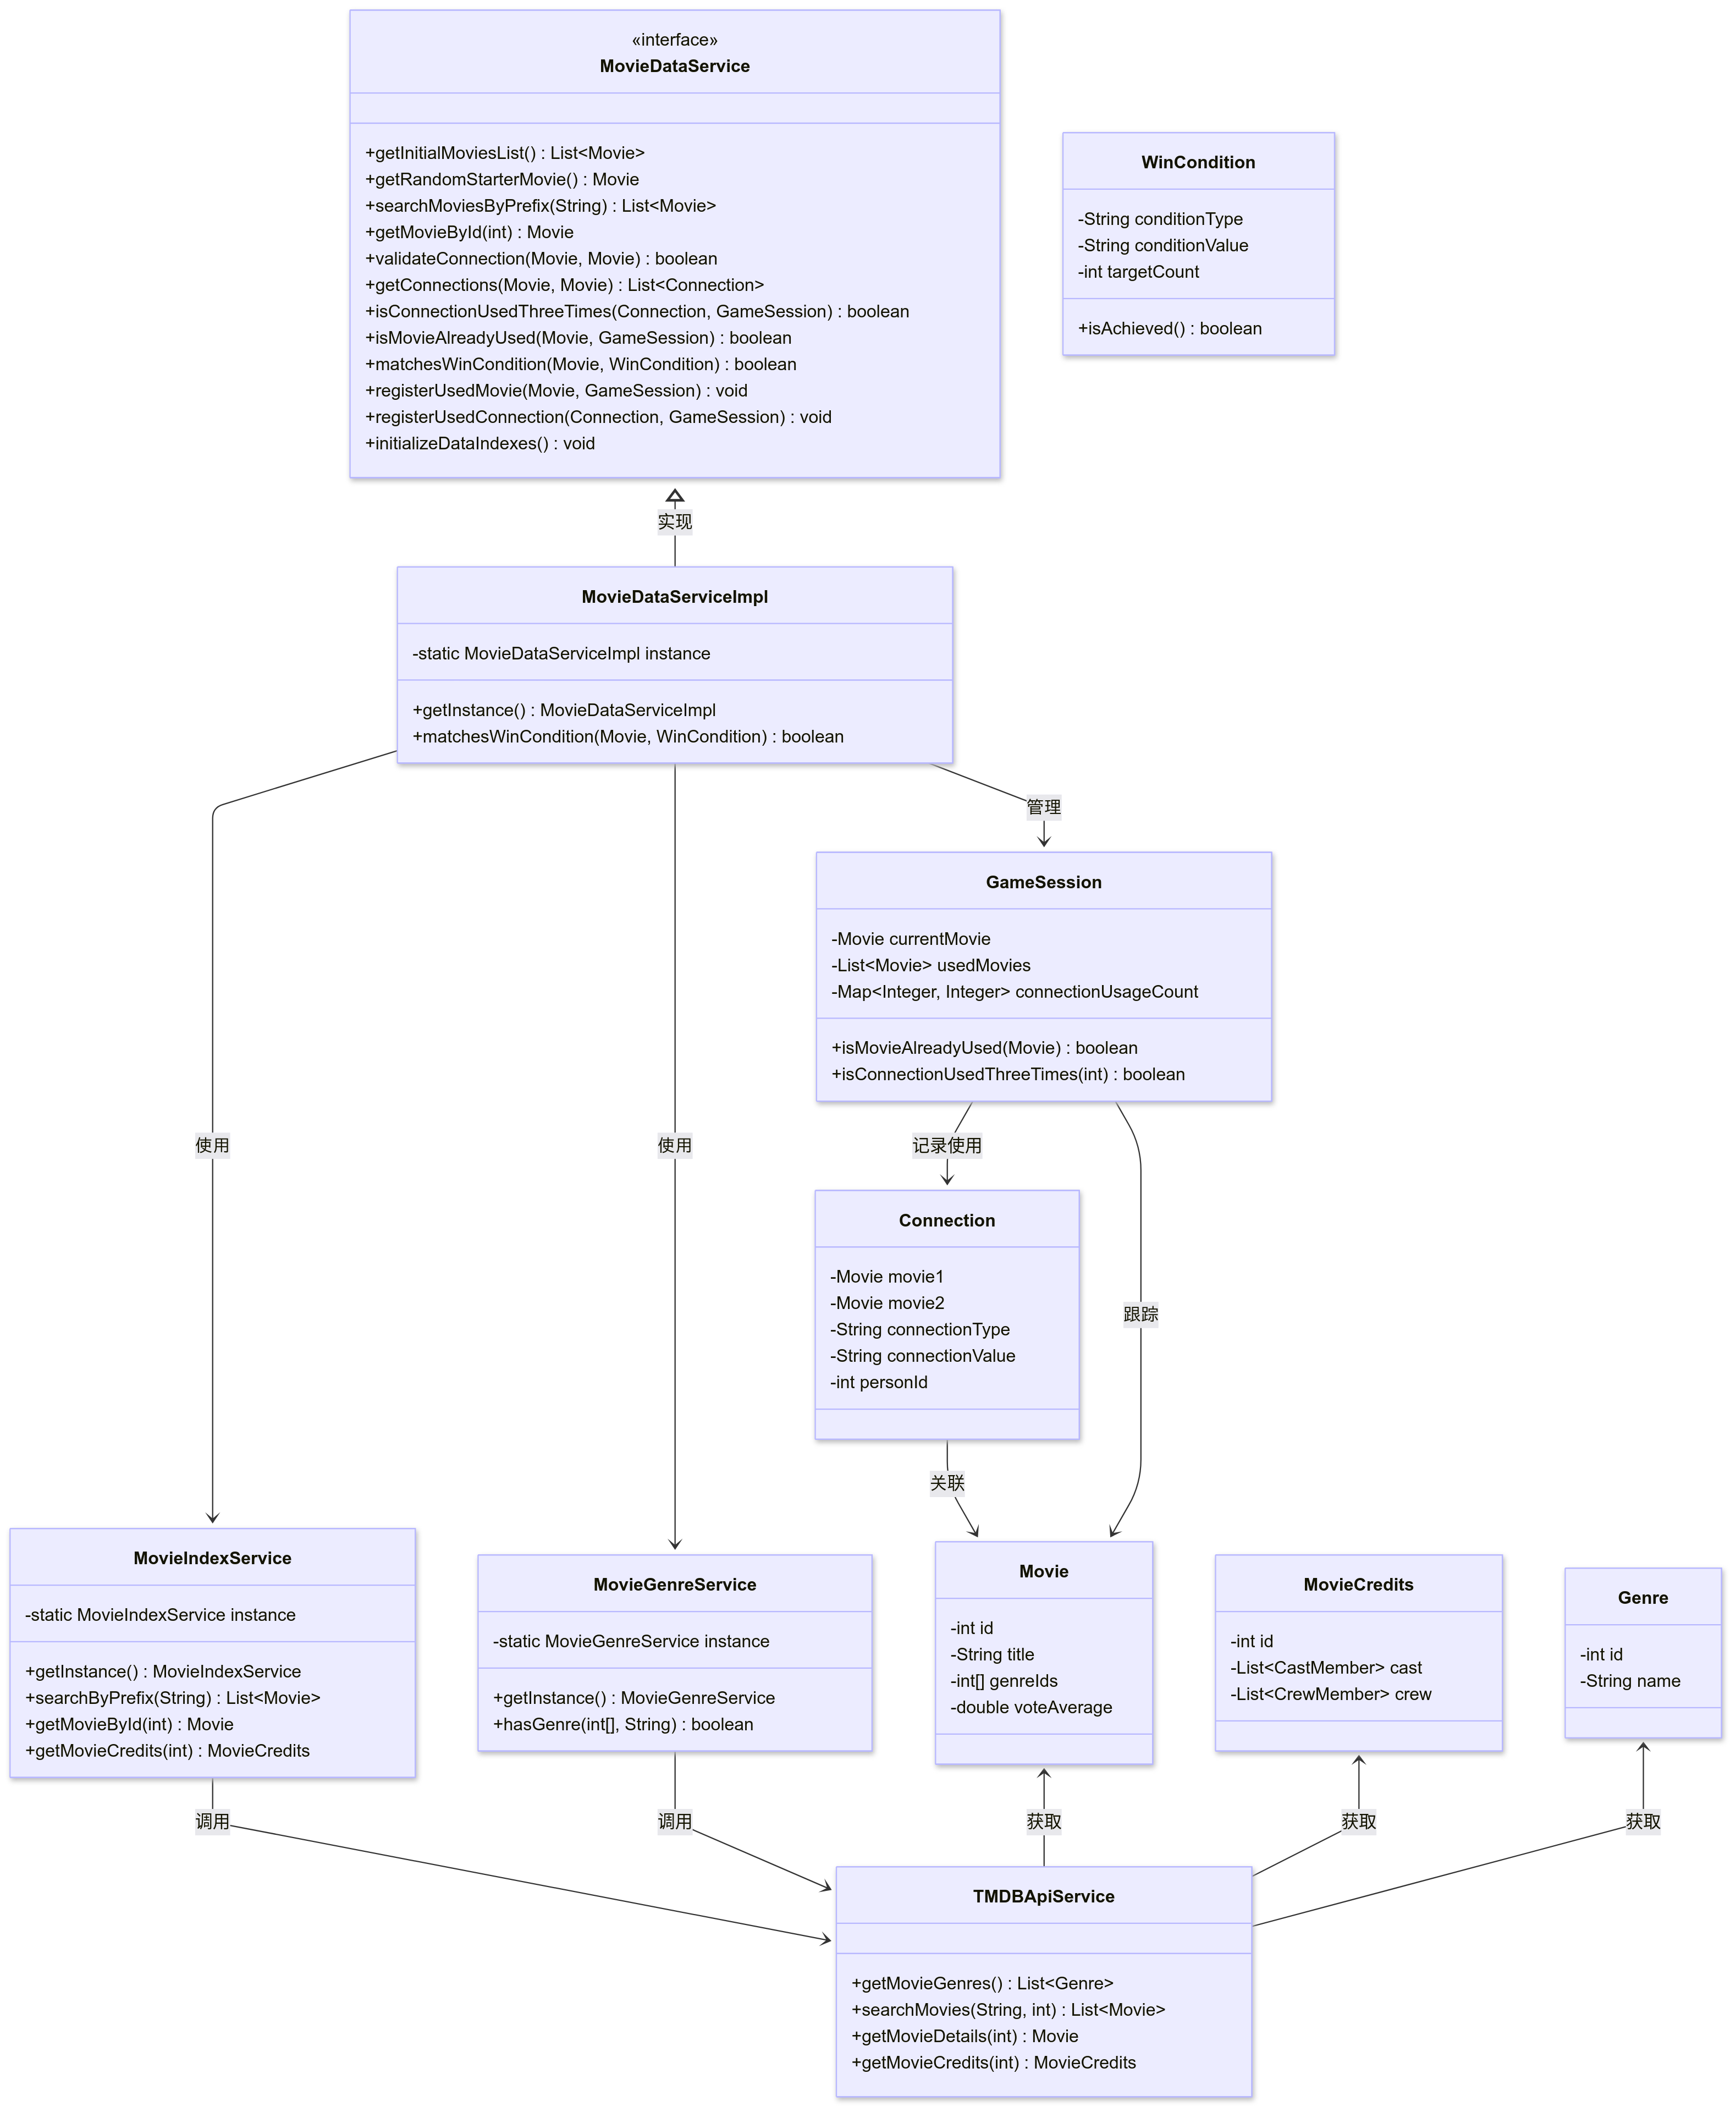 «interface»
MovieDataService
+getInitialMoviesList() : List<Movie>
+getRandomStarterMovie() : Movie
+searchMoviesByPrefix(String) : List<Movie>
+getMovieById(int) : Movie
+validateConnection(Movie, Movie) : boolean
+getConnections(Movie, Movie) : List<Connection>
+isConnectionUsedThreeTimes(Connection, GameSession) : boolean
+isMovieAlreadyUsed(Movie, GameSession) : boolean
+matchesWinCondition(Movie, WinCondition) : boolean
+registerUsedMovie(Movie, GameSession) : void
+registerUsedConnection(Connection, GameSession) : void
+initializeDataIndexes() : void
WinCondition
-String conditionType
-String conditionValue
-int targetCount
+isAchieved() : boolean
实现
MovieDataServiceImpl
-static MovieDataServiceImpl instance
+getInstance() : MovieDataServiceImpl
+matchesWinCondition(Movie, WinCondition) : boolean
管理
GameSession
-Movie currentMovie
-List<Movie> usedMovies
-Map<Integer, Integer> connectionUsageCount
+isMovieAlreadyUsed(Movie) : boolean
+isConnectionUsedThreeTimes(int) : boolean
使用
使用
记录使用
Connection
-Movie movie1
-Movie movie2
-String connectionType
-String connectionValue
-int personId
跟踪
关联
MovieIndexService
-static MovieIndexService instance
+getInstance() : MovieIndexService
+searchByPrefix(String) : List<Movie>
+getMovieById(int) : Movie
+getMovieCredits(int) : MovieCredits
MovieGenreService
-static MovieGenreService instance
+getInstance() : MovieGenreService
+hasGenre(int[], String) : boolean
Movie
-int id
-String title
-int[] genreIds
-double voteAverage
MovieCredits
-int id
-List<CastMember> cast
-List<CrewMember> crew
Genre
-int id
-String name
调用
调用
获取
获取
获取
TMDBApiService
+getMovieGenres() : List<Genre>
+searchMovies(String, int) : List<Movie>
+getMovieDetails(int) : Movie
+getMovieCredits(int) : MovieCredits